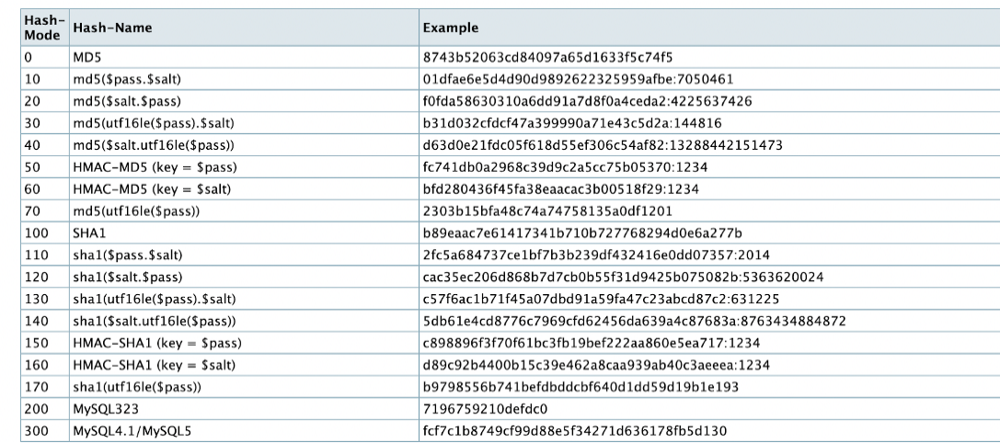 Hash-Mode Hash-Name Example
0 MD5 8743b52063cd84097a65d1633f5c74f5
10 md5($pass.$salt) 01dfae6e5d4d90d9892622325959afbe:7050461
20 md5($salt.$pass) f0fda58630310a6dd91a7d8f0a4ceda2:4225637426
30 md5(utf16le($pass).$salt) b31d032cfdcf47a399990a71e43c5d2a:144816
40 md5($salt.utf16le($pass)) d63d0e21fdc05f618d55ef306c54af82:13288442151473
50 HMAC-MD5 (key = $pass) fc741db0a2968c39d9c2a5cc75b05370:1234
60 HMAC-MD5 (key = $salt) bfd280436f45fa38eaacac3b00518f29:1234
70 md5(utf16le($pass)) 2303b15bfa48c74a74758135a0df1201
100 SHA1 b89eaac7e61417341b710b727768294d0e6a277b
110 sha1($pass.$salt) 2fc5a684737ce1bf7b3b239df432416e0dd07357:2014
120 sha1($salt.$pass) cac35ec206d868b7d7cb0b55f31d9425b075082b:5363620024
130 sha1(utf16le($pass).$salt) c57f6ac1b71f45a07dbd91a59fa47c23abcd87c2:631225
140 sha1($salt.utf16le($pass)) 5db61e4cd8776c7969cfd62456da639a4c87683a:8763434884872
150 HMAC-SHA1 (key = $pass) c898896f3f70f61bc3fb19bef222aa860e5ea717:1234
160 HMAC-SHA1 (key = $salt) d89c92b4400b15c39e462a8caa939ab40c3aeeea:1234
170 sha1(utf16le($pass)) b9798556b741befdbddcbf640d1dd59d19b1e193
200 MySQL323 7196759210defdc0
300 MySQL4.1/MySQL5 fcf7c1b8749cf99d88e5f34271d636178fb5d130